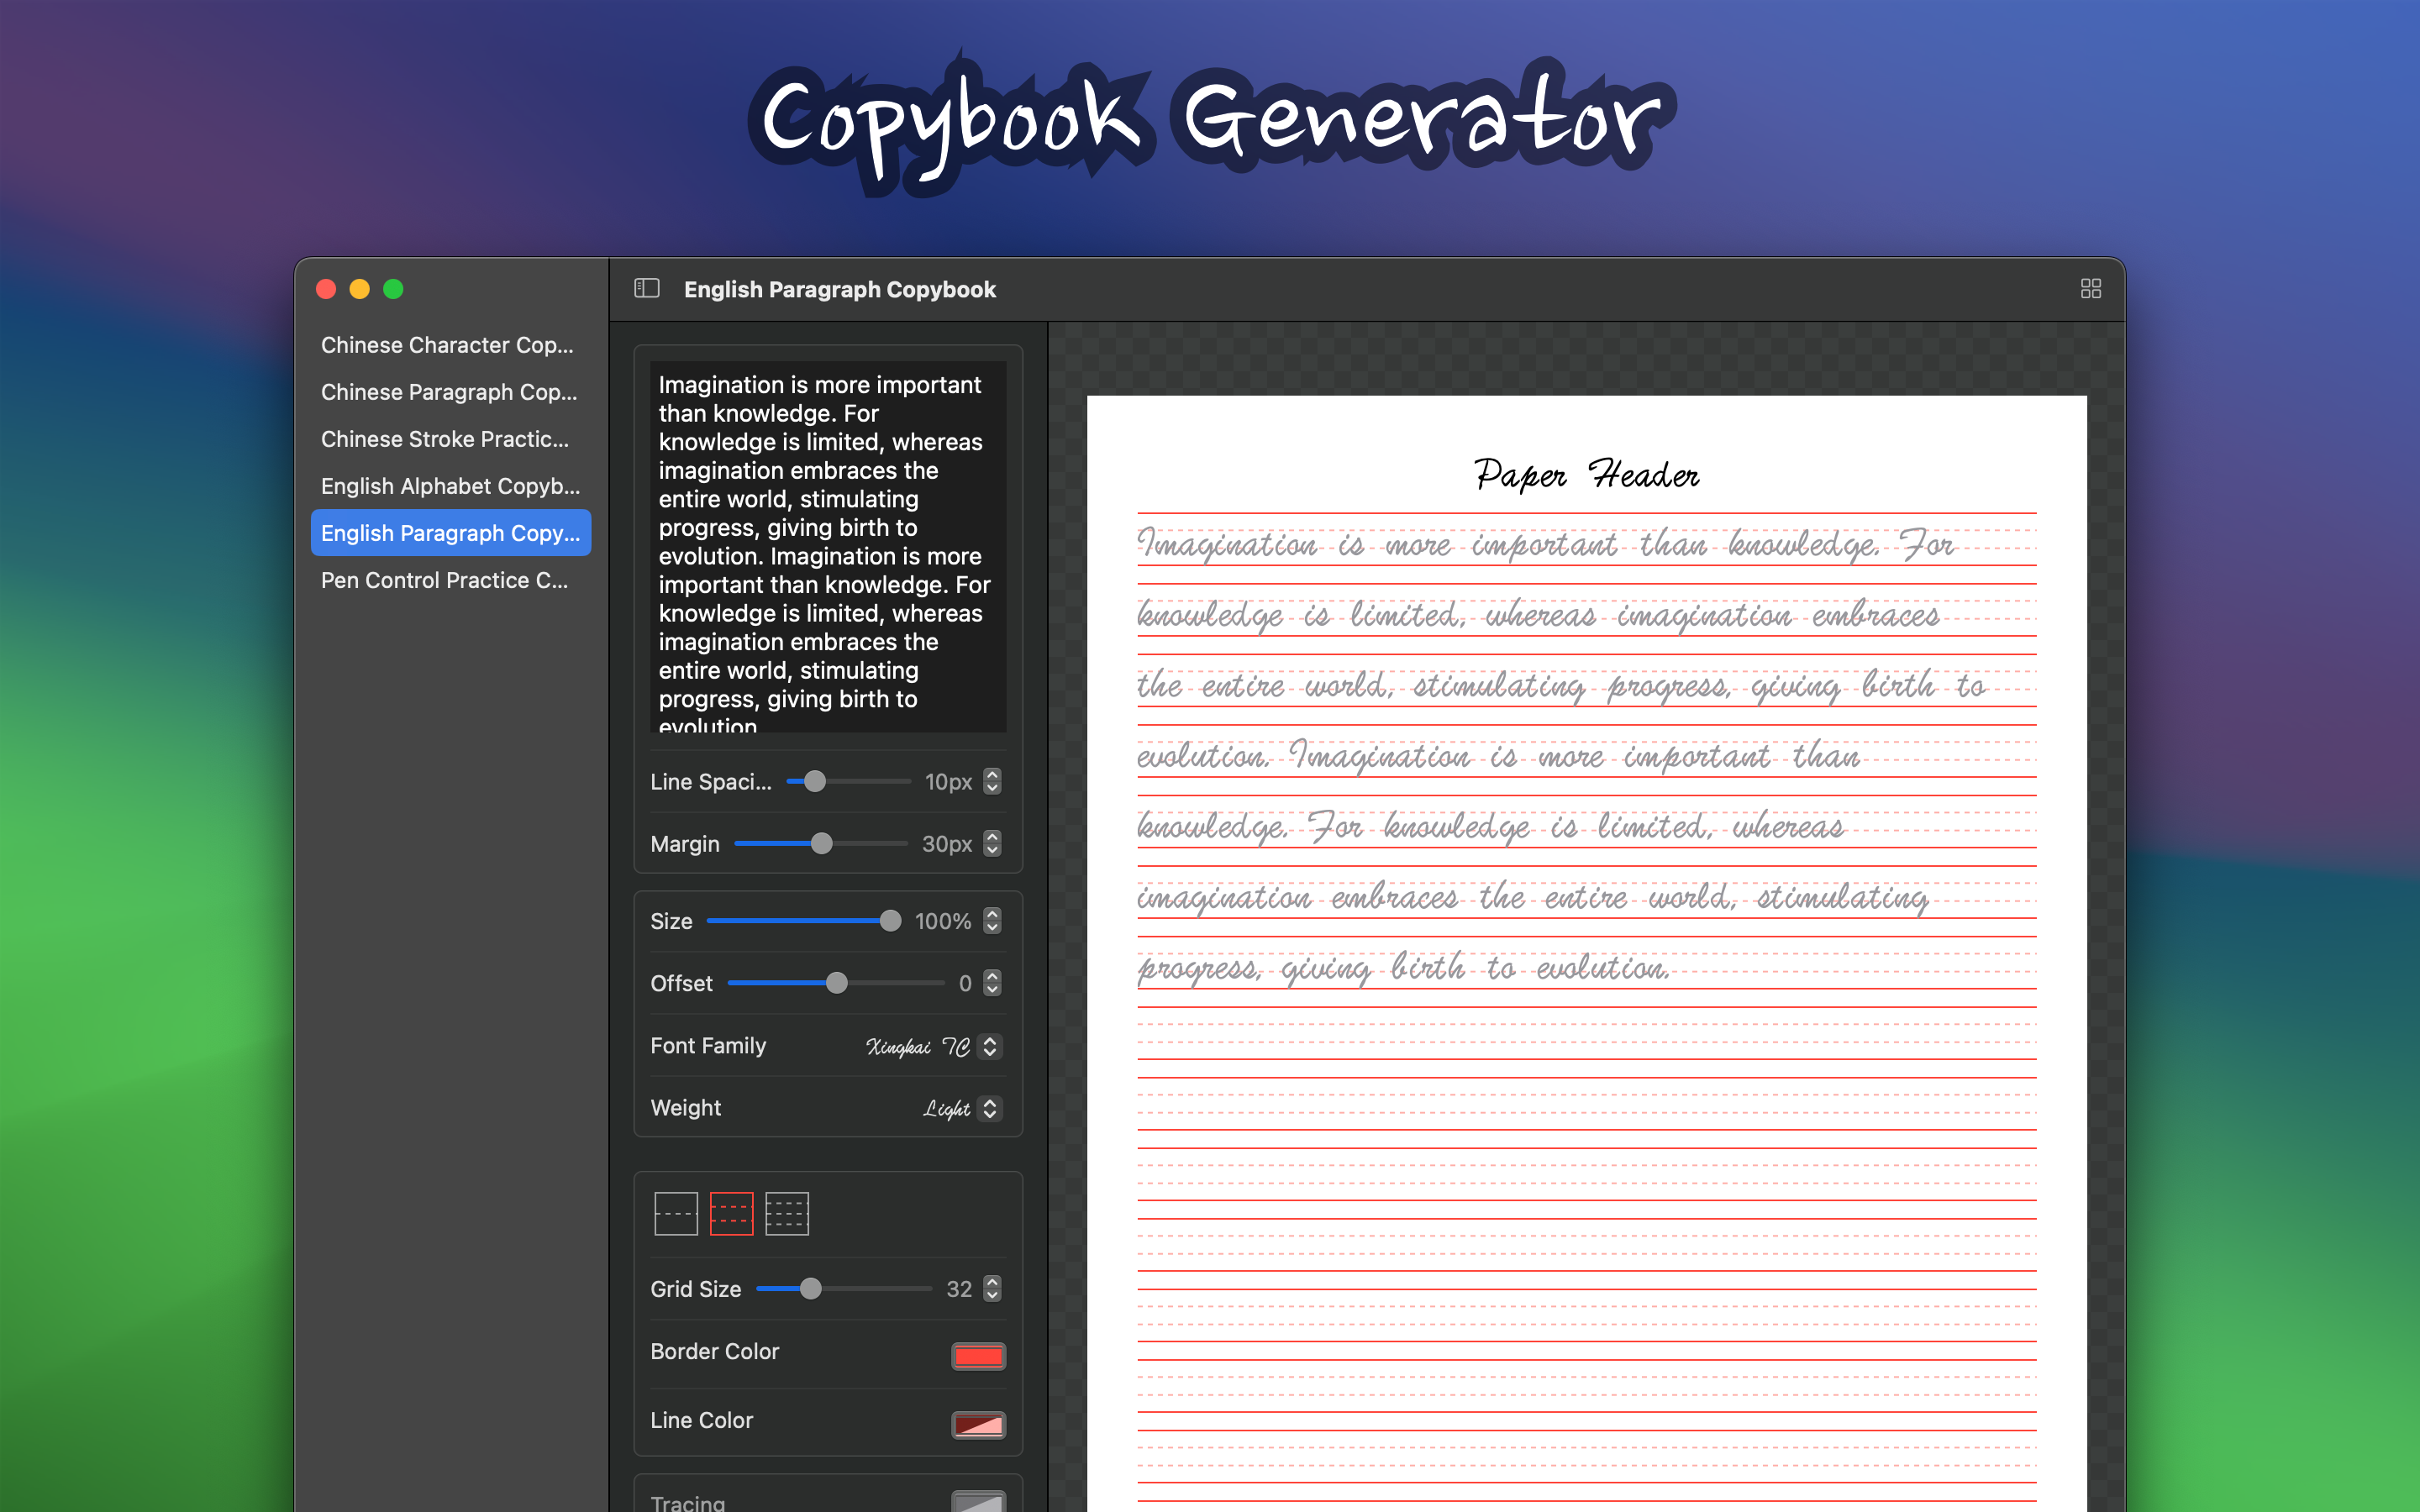 Copybook Generator
English Paragraph Copybook
Chinese Character Cop...
Chinese Paragraph Cop...
Chinese Stroke Practic...
English Alphabet Copyb...
English Paragraph Copy...
Pen Control Practice C...
Imagination is more important
than knowledge. For
knowledge is limited, whereas
imagination embraces the
entire world, stimulating
progress, giving birth to
evolution. Imagination is more
important than knowledge. For
knowledge is limited, whereas
imagination embraces the
entire world, stimulating
progress, giving birth to
evolution
Line Spaci... 10px
Margin 30px
Size 100%
Offset 0
Font Family Xingkai TC
Weight Light
Grid Size 32
Border Color
Line Color
Tracing
Paper Header
Imagination is more important than knowledge. For
knowledge is limited, whereas imagination embraces
the entire world, stimulating progress, giving birth to
evolution. Imagination is more important than
knowledge. For knowledge is limited, whereas
imagination embraces the entire world, stimulating
progress, giving birth to evolution.